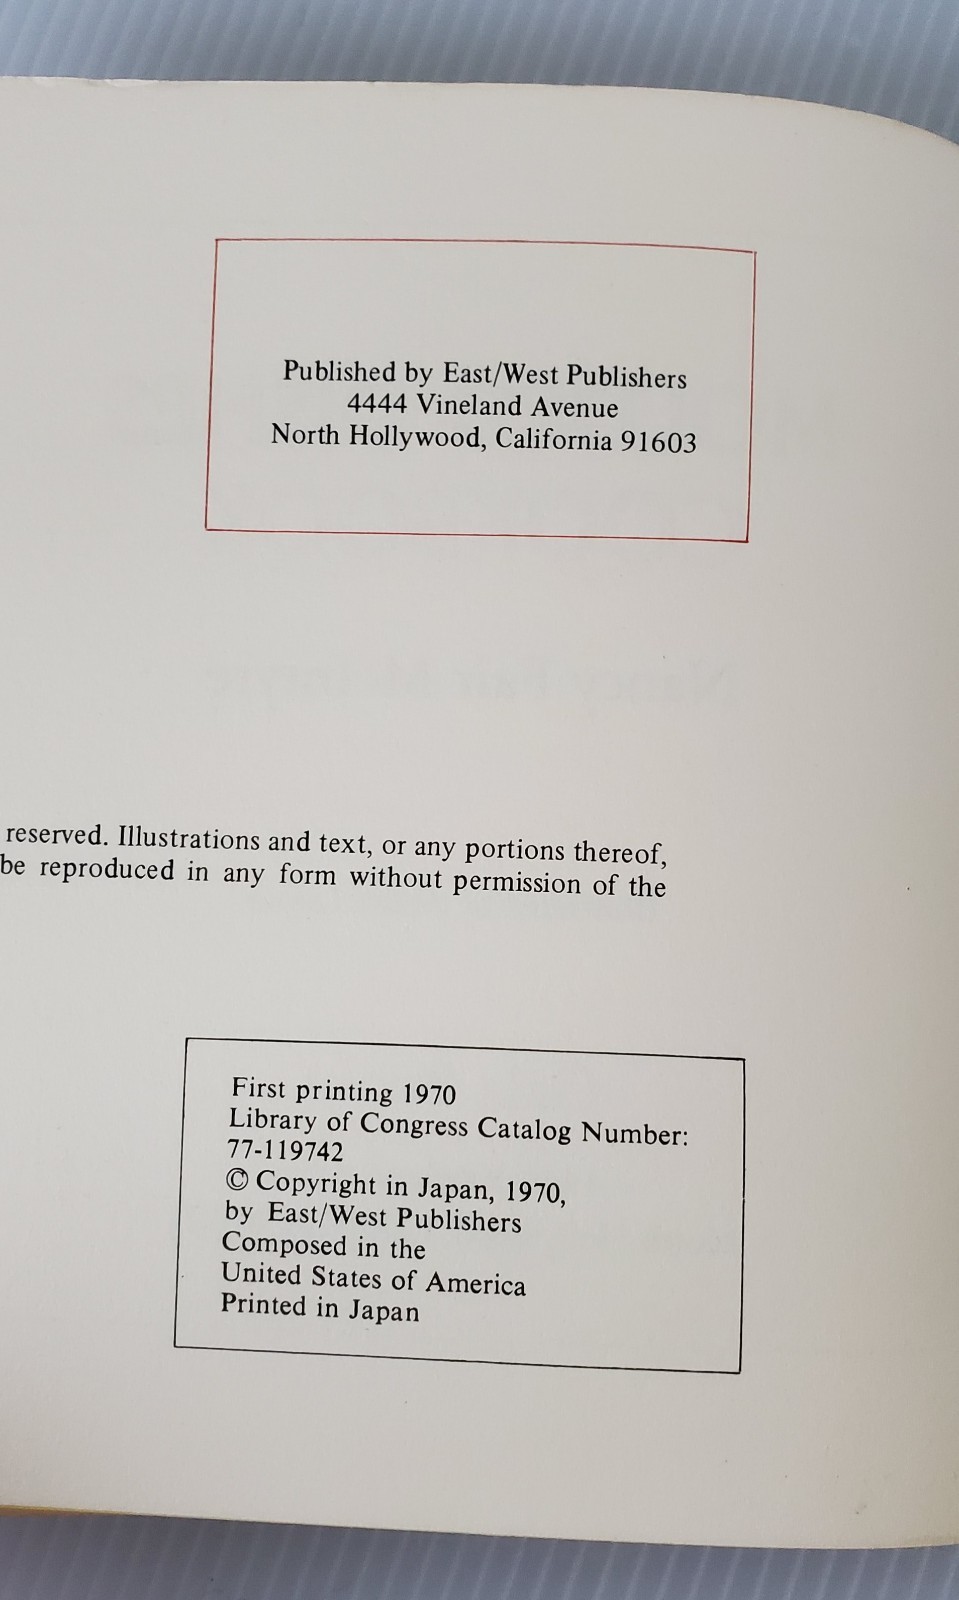 Published by East/West Publishers
4444 Vineland Avenue
North Hollywood, California 91603
reserved. Illustrations and text, or any portions thereof,
be reproduced in any form without permission of the
First printing 1970
Library of Congress Catalog Number:
77-119742
© Copyright in Japan, 1970,
by East/West Publishers
Composed in the
United States of America
Printed in Japan